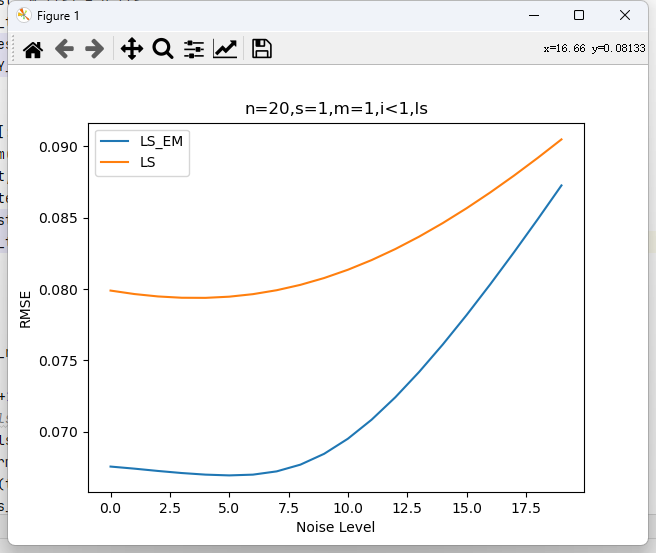 Figure 1
x=16.66 y=0.08133
n=20,s=1,m=1,i<1,ls
LS_EM
LS
0.090
0.085
0.080
0.075
0.070
RMSE
0.0 2.5 5.0 7.5 10.0 12.5 15.0 17.5
Noise Level